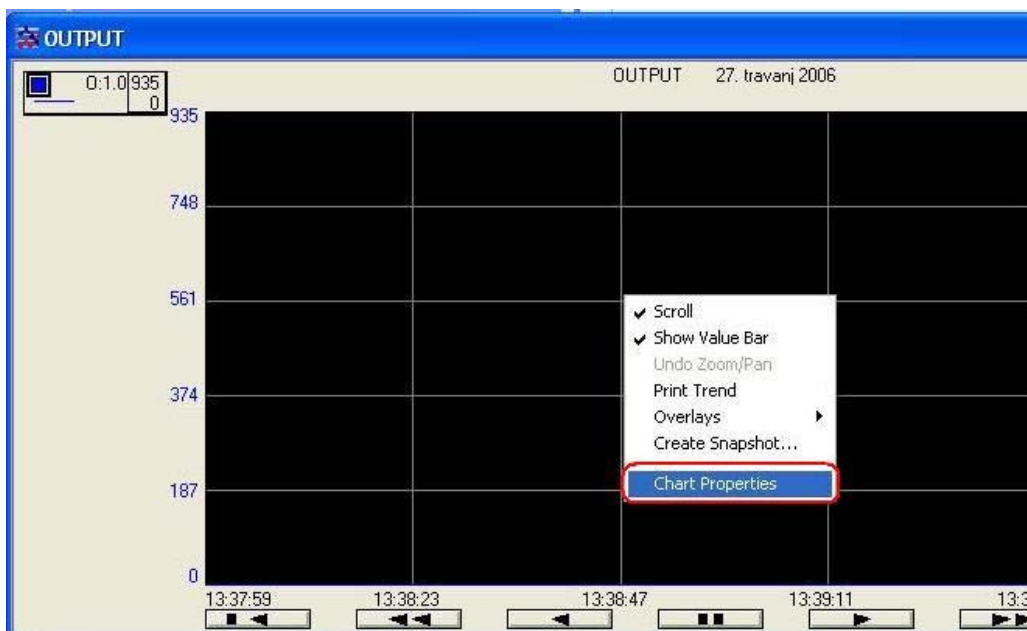 OUTPUT
O:1.0 935
0
OUTPUT 27. travanj 2006
935
748
561
374
187
0
Scroll
Show Value Bar
Undo Zoom/Pan
Print Trend
Overlays
Create Snapshot...
Chart Properties
13:37:59 13:38:23 13:38:47 13:39:11